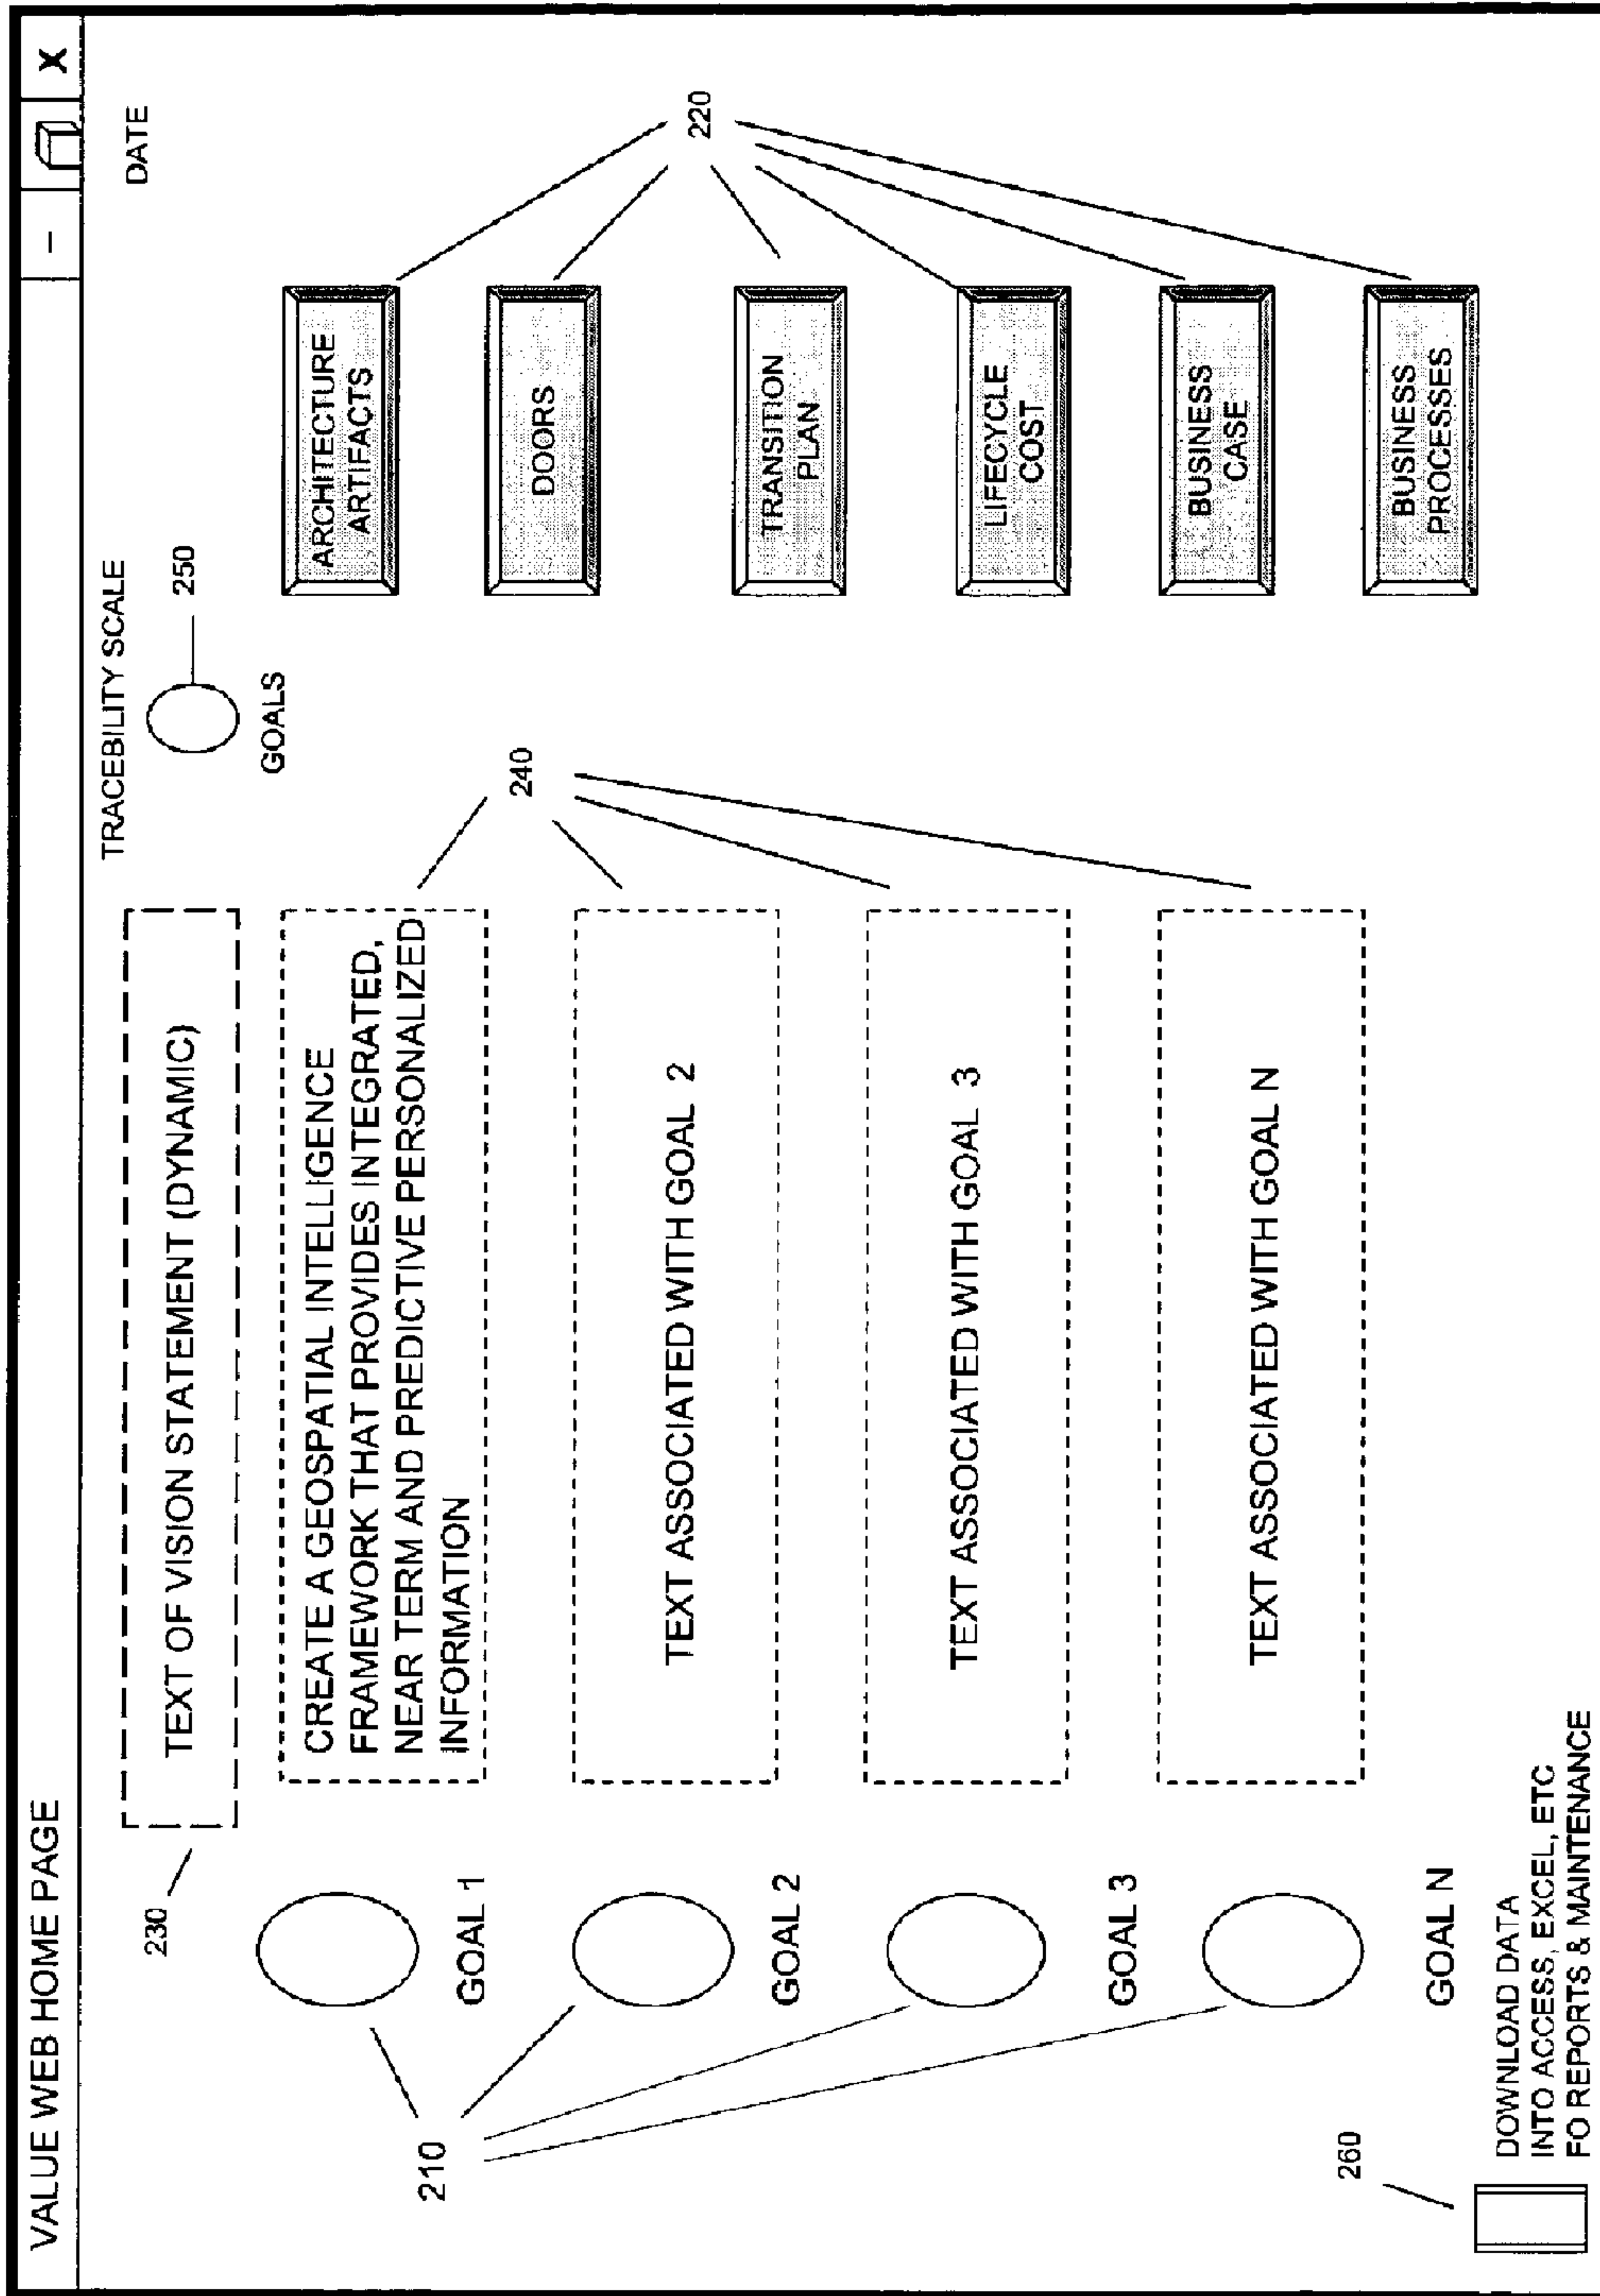 VALUE WEB HOME PAGE
–
X
DATE
TRACEBILITY SCALE
250
GOALS
230
TEXT OF VISION STATEMENT (DYNAMIC)
210
GOAL 1
CREATE A GEOSPATIAL INTELLIGENCE
FRAMEWORK THAT PROVIDES INTEGRATED,
NEAR TERM AND PREDICTIVE PERSONALIZED
INFORMATION
240
GOAL 2
TEXT ASSOCIATED WITH GOAL 2
GOAL 3
TEXT ASSOCIATED WITH GOAL 3
GOAL N
TEXT ASSOCIATED WITH GOAL N
220
ARCHITECTURE
ARTIFACTS
DOORS
TRANSITION
PLAN
LIFECYCLE
COST
BUSINESS
CASE
BUSINESS
PROCESSES
260
DOWNLOAD DATA
INTO ACCESS, EXCEL, ETC
FO REPORTS & MAINTENANCE